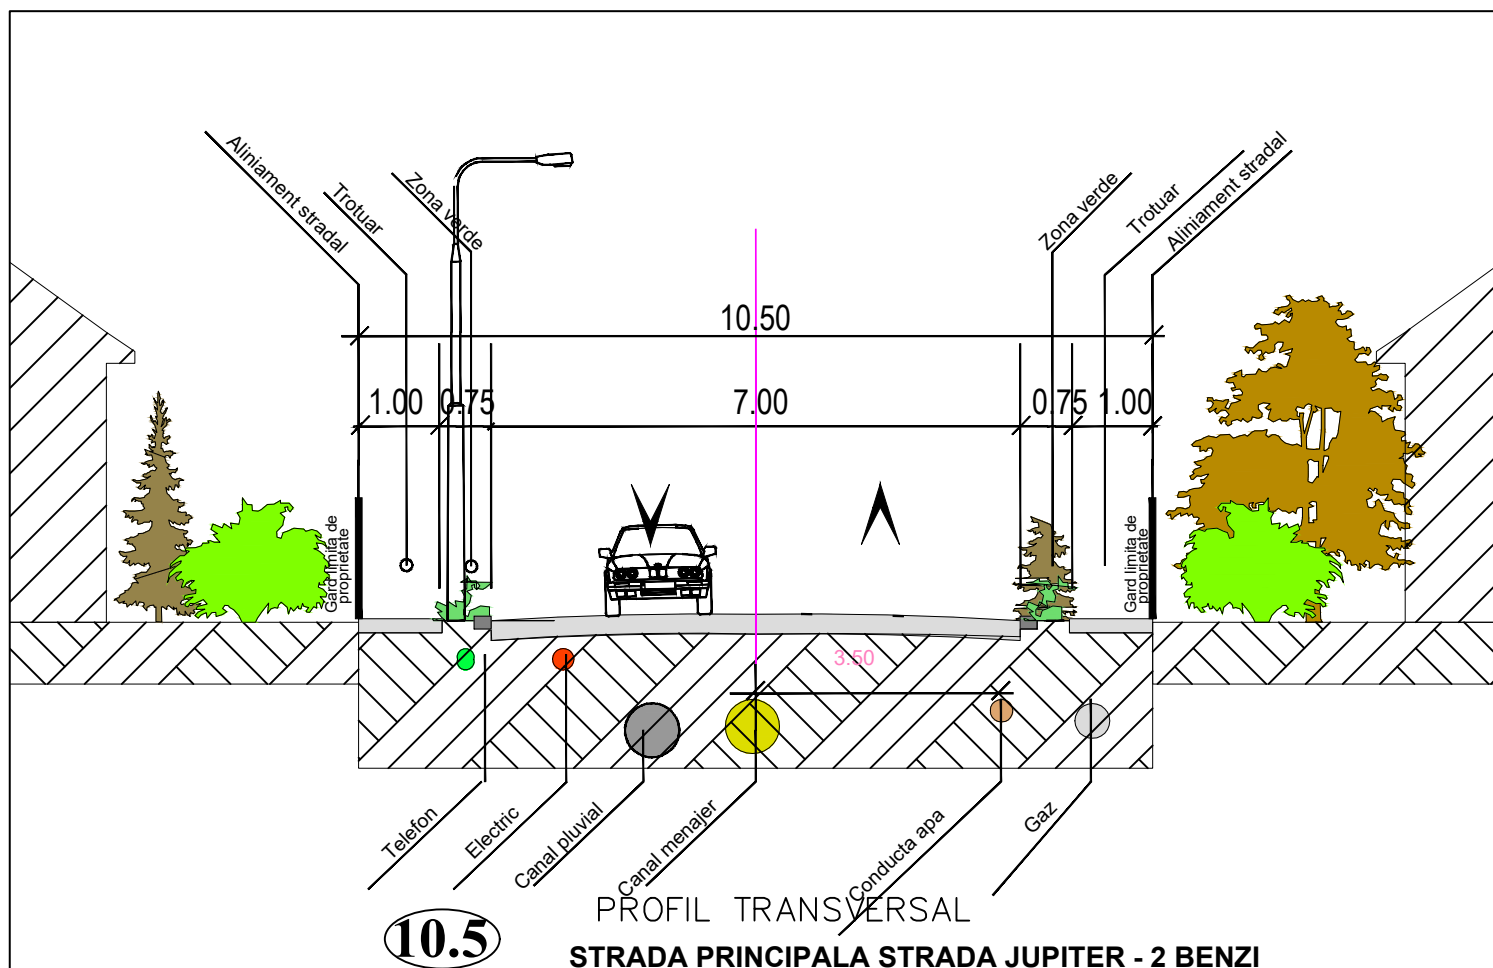 Aliniament stradal
Trotuar
Zona verde
Zona verde
Trotuar
Aliniament stradal
10.50
1.00 0.75 7.00 0.75 1.00
Gard limita de
proprietate
Gard limita de
proprietate
3.50
Telefon
Electric
Canal pluvial
Canal menajer
Conducta apa
Gaz
PROFIL TRANSVERSAL
10.5
STRADA PRINCIPALA STRADA JUPITER - 2 BENZI